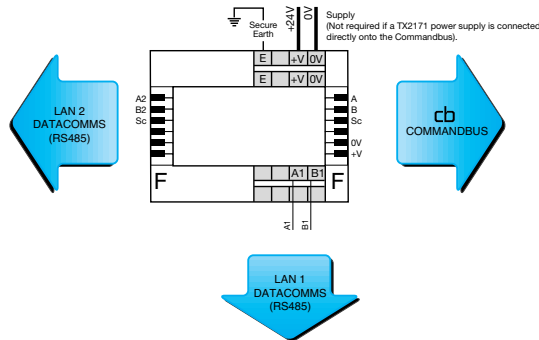 +24V
0V
Supply
(Not required if a TX2171 power supply is connected
directly onto the Commandbus).
Secure
Earth
E +V 0V
E +V 0V
A2
B2
Sc
A
B
Sc
0V
+V
LAN 2
DATACOMMS
(RS485)
cb
COMMANDBUS
F
A1 B1
F
A1
B1
LAN 1
DATACOMMS
(RS485)